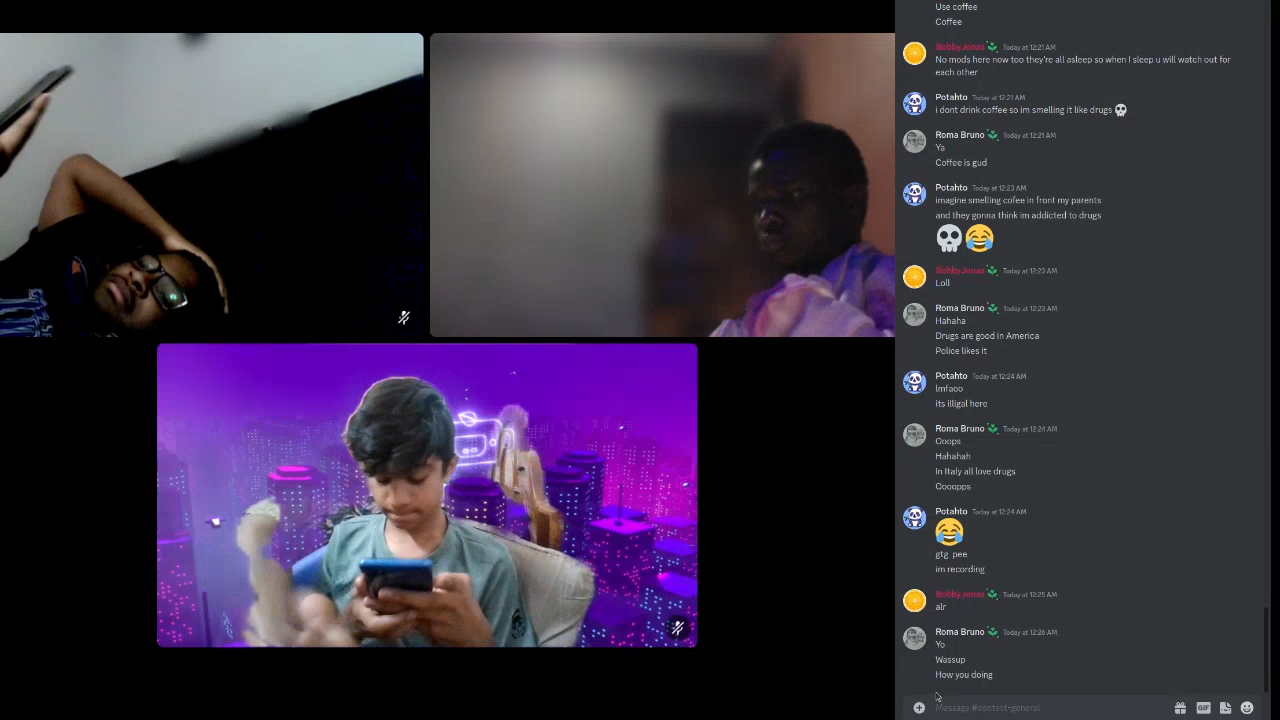 Use coffee
Coffee
BobbyJonas Today at 12:21 AM
No mods here now too they're all asleep so when I sleep u will watch out for
each other
Potahto Today at 12:21 AM
i dont drink coffee so im smelling it like drugs 💀
Roma Bruno Today at 12:21 AM
Ya
Coffee is gud
Potahto Today at 12:23 AM
imagine smelling cofee in front my parents
and they gonna think im addicted to drugs
💀😂
BobbyJonas Today at 12:23 AM
Loll
Roma Bruno Today at 12:23 AM
Hahaha
Drugs are good in America
Police likes it
Potahto Today at 12:24 AM
lmfaoo
its illigal here
Roma Bruno Today at 12:24 AM
Ooops
Hahahah
In Italy all love drugs
Oooopps
Potahto Today at 12:24 AM
😂
gtg pee
im recording
BobbyJonas Today at 12:25 AM
alr
Roma Bruno Today at 12:26 AM
Yo
Wassup
How you doing
Message #contest-general
GIF